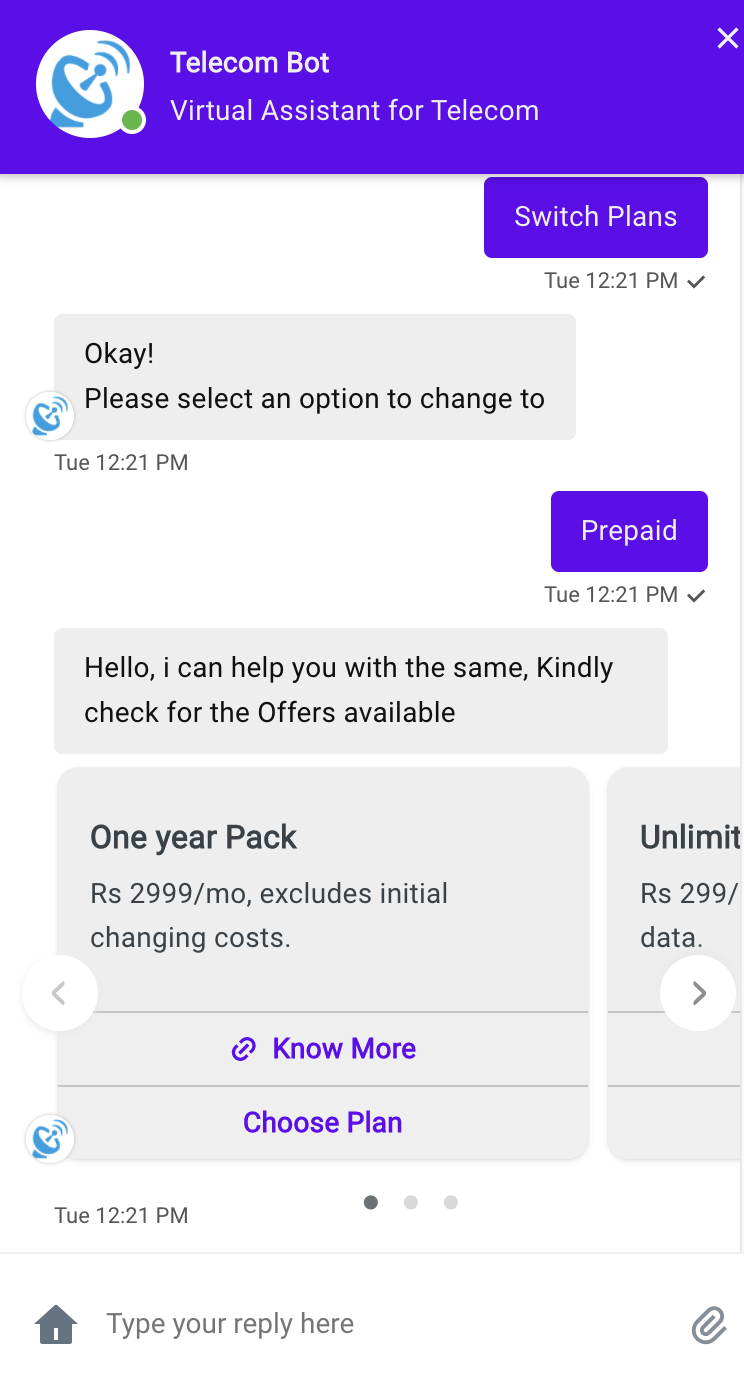 Telecom Bot
Virtual Assistant for Telecom
Switch Plans
Tue 12:21 PM
Okay!
Please select an option to change to
Tue 12:21 PM
Prepaid
Tue 12:21 PM
Hello, i can help you with the same, Kindly
check for the Offers available
One year Pack
Rs 2999/mo, excludes initial
changing costs.
Know More
Choose Plan
Unlimit
Rs 299/
data.
Tue 12:21 PM
Type your reply here